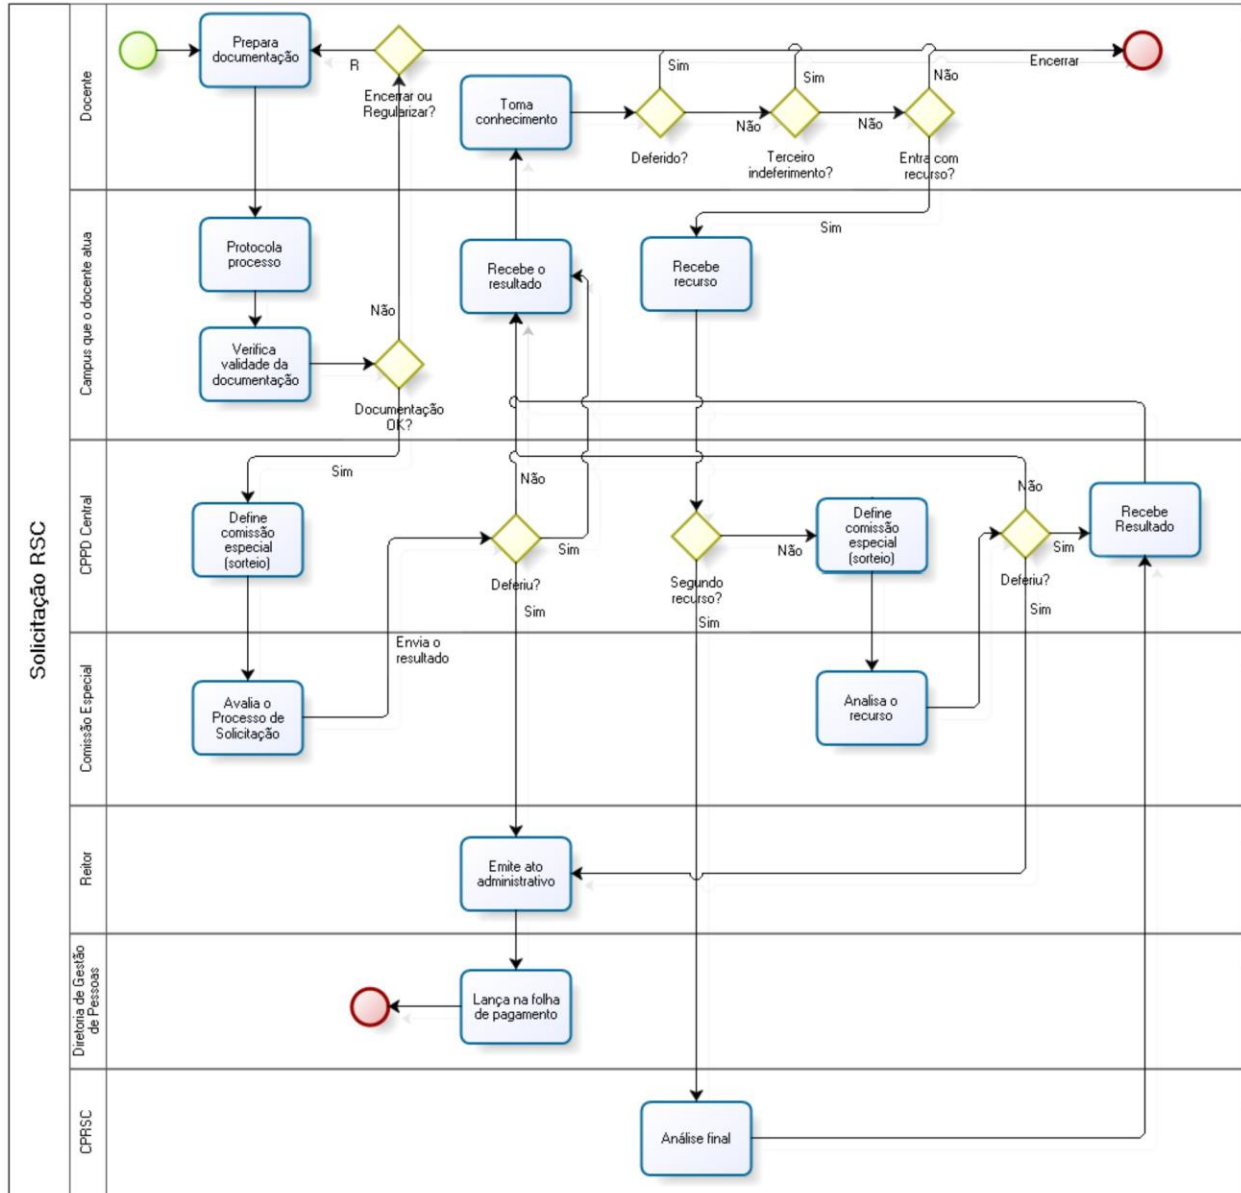 Solicitação RSC
Docente
Prepara
documentação
R
Encerrar ou
Regularizar?
Toma
conhecimento
Sim
Deferido?
Não
Sim
Terceiro
indeferimento?
Não
Não
Entra com
recurso?
Encerrar
Sim
Campus que o docente atua
Protocola
processo
Verifica
validade da
documentação
Não
Documentação
OK?
Recebe o
resultado
Recebe
recurso
CPPD Central
Sim
Define
comissão
especial
(sorteio)
Não
Deferiu?
Sim
Sim
Segundo
recurso?
Não
Sim
Define
comissão
especial
(sorteio)
Não
Deferiu?
Sim
Sim
Recebe
Resultado
Comissão Especial
Avalia o
Processo de
Solicitação
Envia o
resultado
Analisa o
recurso
Reitor
Emite ato
administrativo
Diretoria de Gestão
de Pessoas
Lança na folha
de pagamento
CPRSC
Análise final